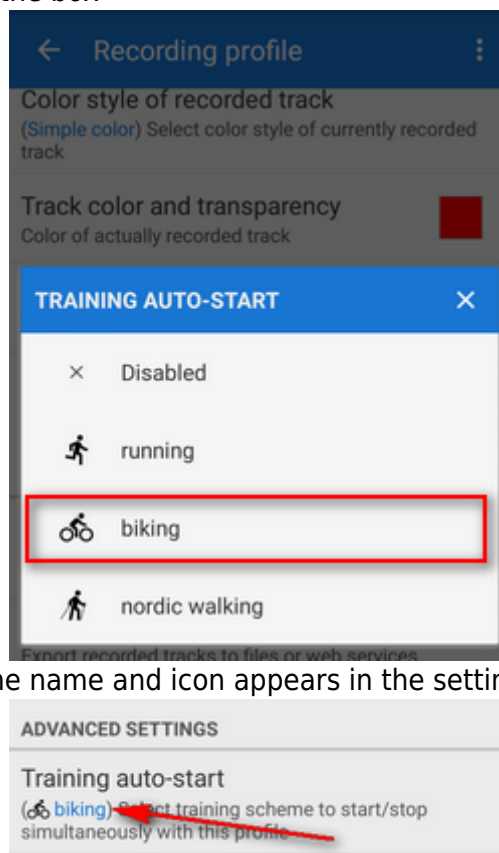 the box
Recording profile
Color style of recorded track
(Simple color) Select color style of currently recorded
track
Track color and transparency
Color of actually recorded track
TRAINING AUTO-START
Disabled
running
biking
nordic walking
Export recorded tracks to files or web services
name and icon appears in the
ADVANCED SETTINGS
Training auto-start
(biking) Select training scheme to start/stop
simultaneously with this profile